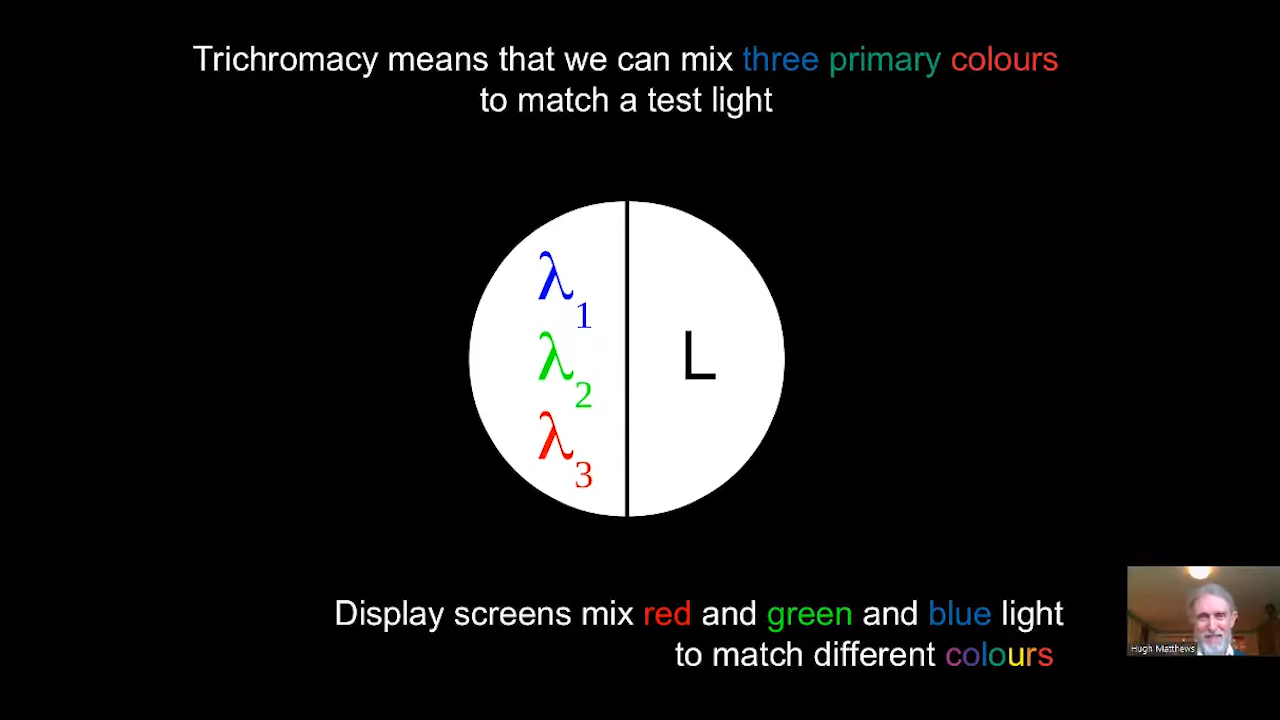 Trichromacy means that we can mix three primary colours
to match a test light
λ1
λ2
λ3
L
Display screens mix red and green and blue light
to match different colours
Hugh Matthews